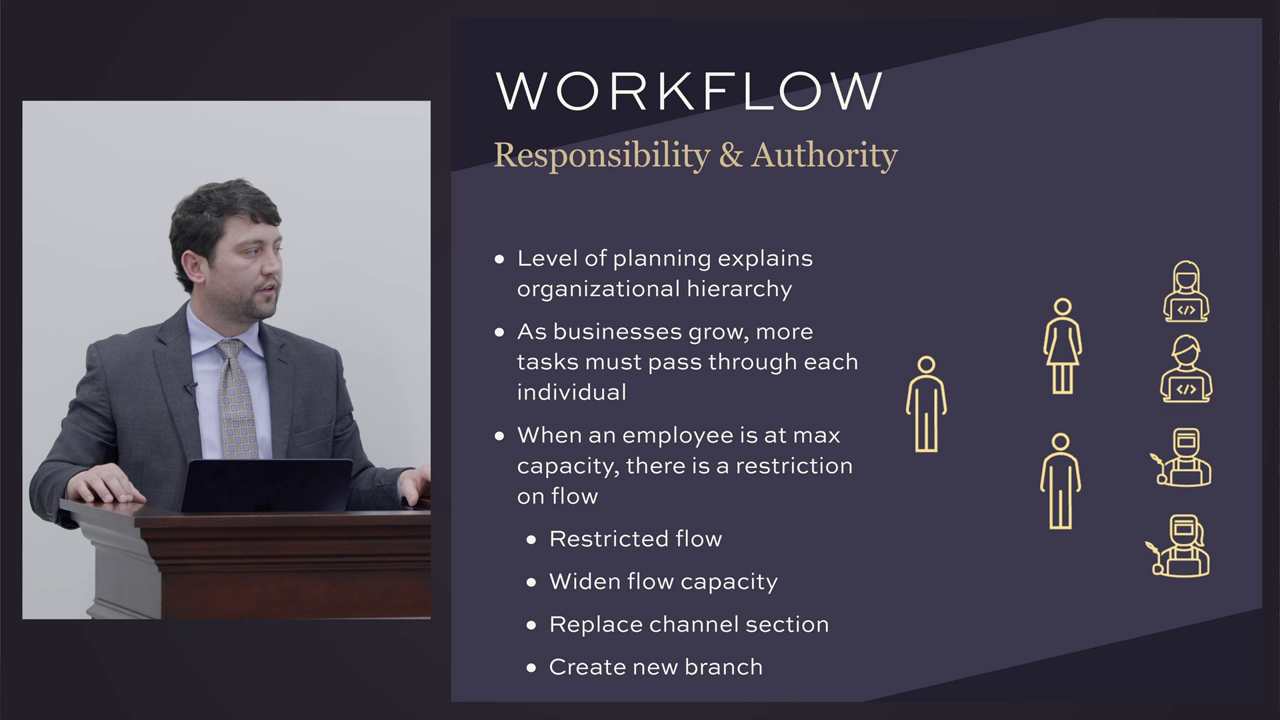 WORKFLOW
Responsibility & Authority
• Level of planning explains
organizational hierarchy
• As businesses grow, more
tasks must pass through each
individual
• When an employee is at max
capacity, there is a restriction
on flow
• Restricted flow
• Widen flow capacity
• Replace channel section
• Create new branch